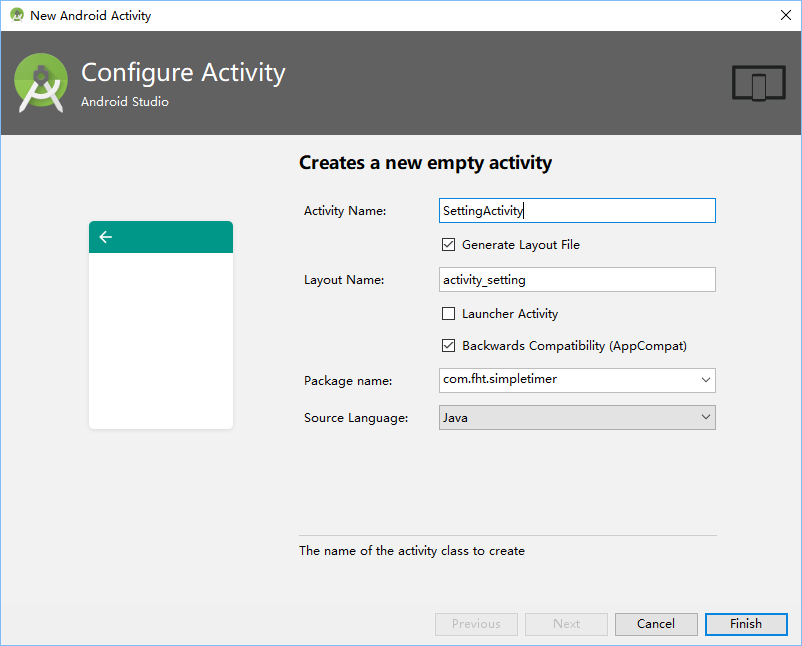 New Android Activity
Configure Activity
Android Studio
Creates a new empty activity
Activity Name: SettingActivity
Generate Layout File
Layout Name: activity_setting
Launcher Activity
Backwards Compatibility (AppCompat)
Package name: com.fht.simpletimer
Source Language: Java
The name of the activity class to create
Previous Next Cancel Finish